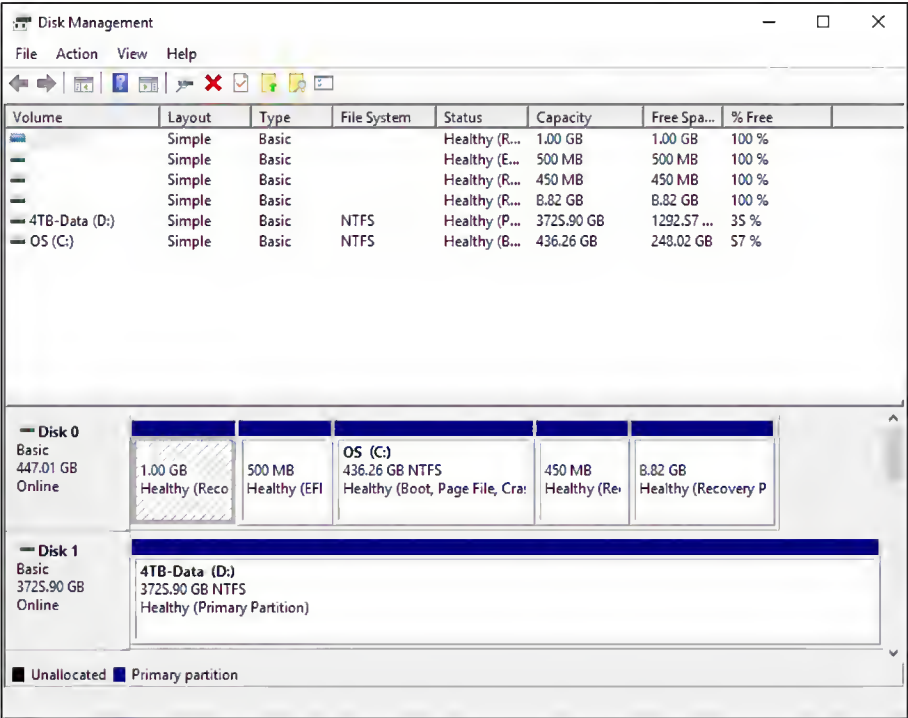 Disk Management
File Action View Help
Volume Layout Type File System Status Capacity Free Spa... % Free
Simple Basic Healthy (R... 1.00 GB 1.00 GB 100 %
Simple Basic Healthy (E... 500 MB 500 MB 100 %
Simple Basic Healthy (R... 450 MB 450 MB 100 %
Simple Basic Healthy (R... 8.82 GB 8.82 GB 100 %
4TB-Data (D:) Simple Basic NTFS Healthy (P... 3725.90 GB 1292.57 ... 35 %
OS (C:) Simple Basic NTFS Healthy (B... 436.26 GB 248.02 GB 57 %
Disk 0
Basic
447.01 GB
Online
1.00 GB
Healthy (Reco
500 MB
Healthy (EFI
OS (C:)
436.26 GB NTFS
Healthy (Boot, Page File, Cra:
450 MB
Healthy (Re
8.82 GB
Healthy (Recovery P
Disk 1
Basic
3725.90 GB
Online
4TB-Data (D:)
3725.90 GB NTFS
Healthy (Primary Partition)
Unallocated Primary partition